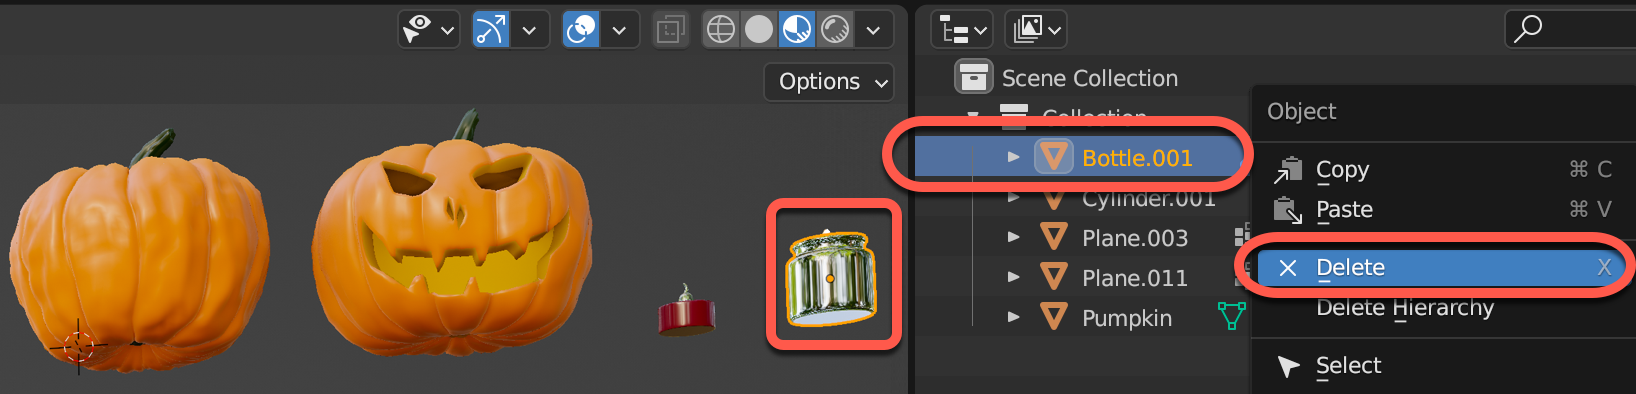 Options
Scene Collection
Collection
Bottle.001
Cylinder.001
Plane.003
Plane.011
Pumpkin
Object
Copy ⌘ C
Paste ⌘ V
Delete X
Delete Hierarchy
Select